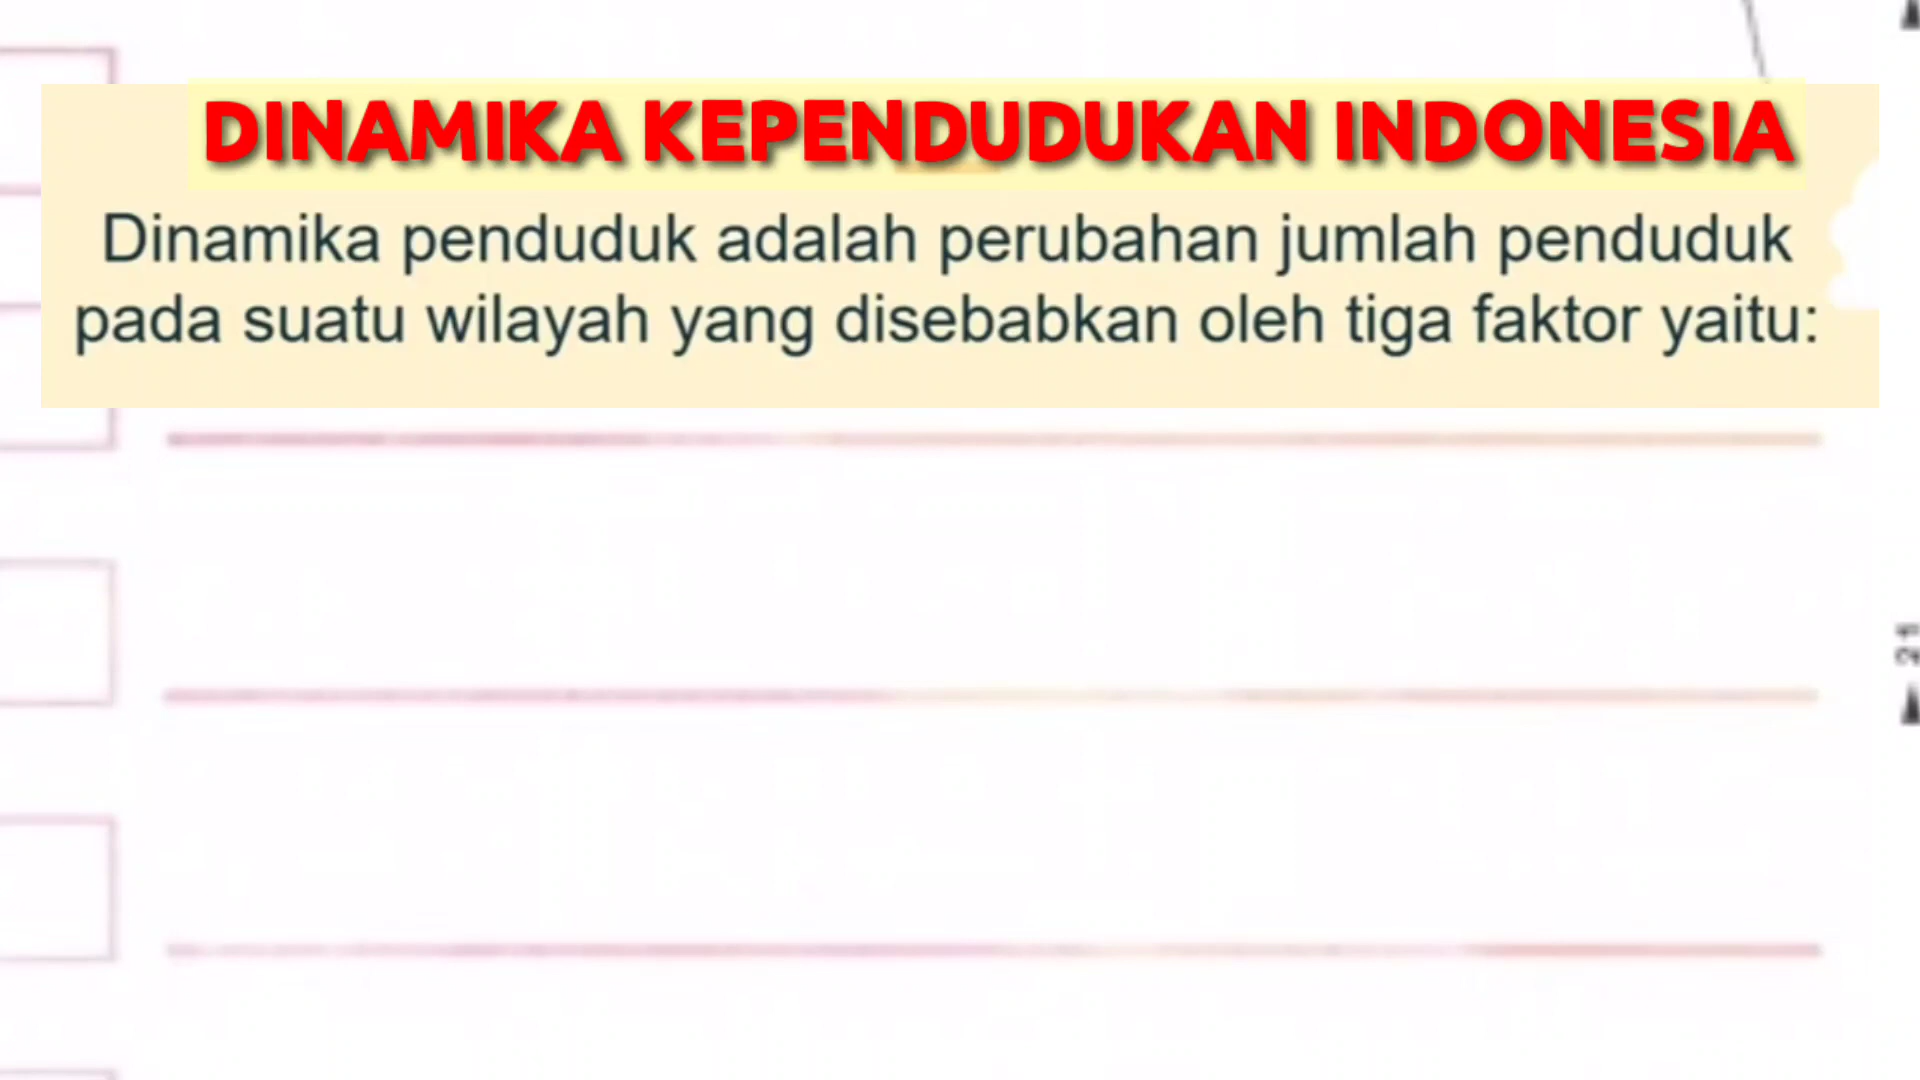 DINAMIKA KEPENDUDUKAN INDONESIA
Dinamika penduduk adalah perubahan jumlah penduduk
pada suatu wilayah yang disebabkan oleh tiga faktor yaitu: